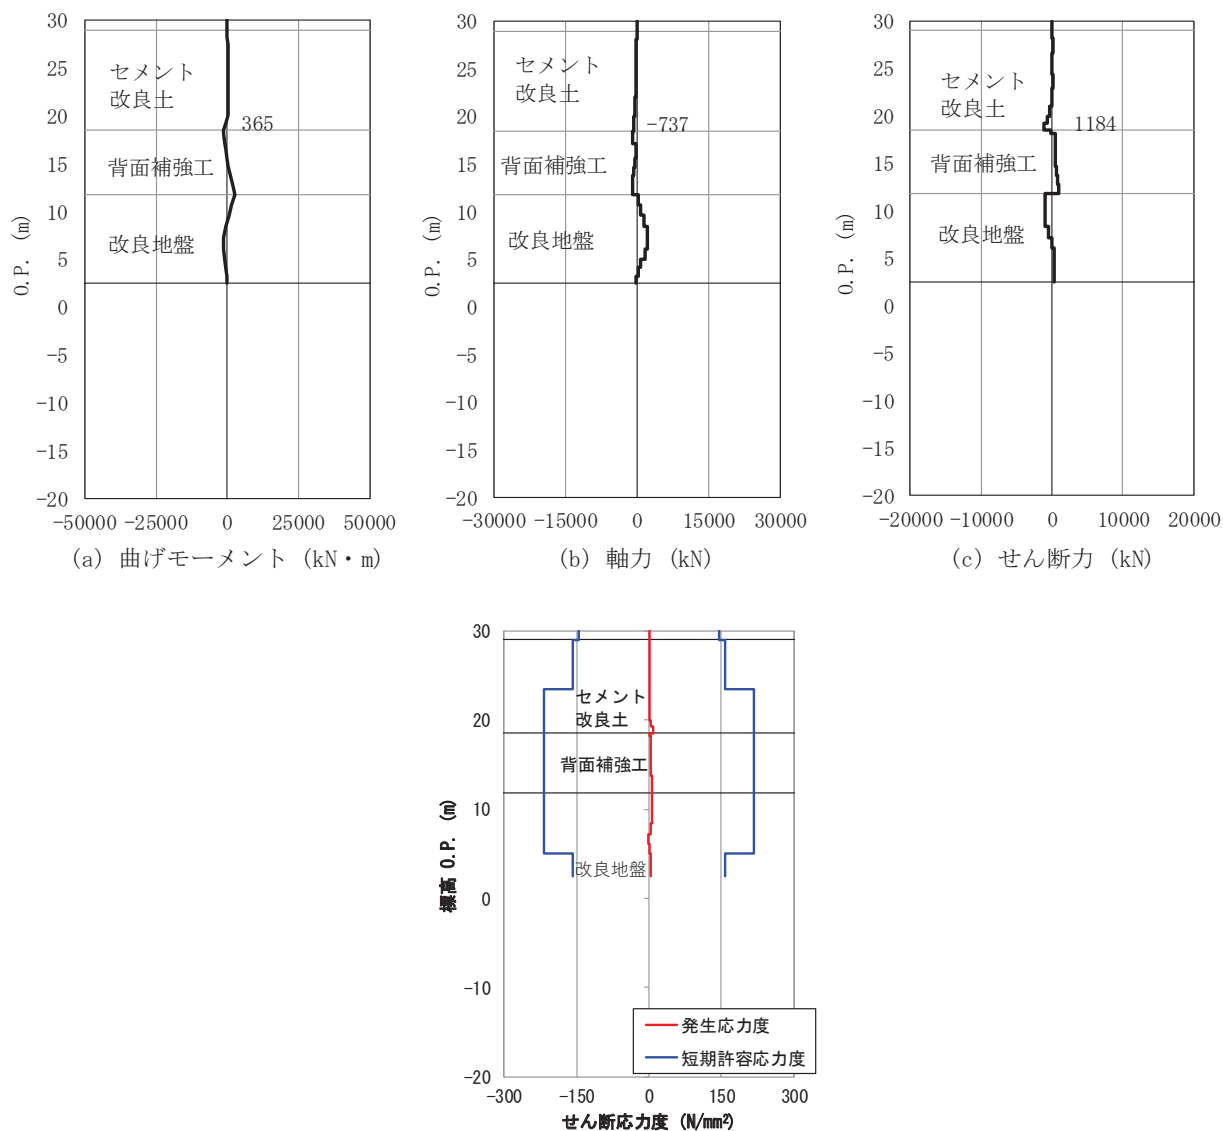 30
25
20
15
10
5
0
-5
-10
-15
-20
O.P. (m)
セメント
改良土
365
背面補強工
改良地盤
-50000 -25000 0 25000 50000
(a) 曲げモーメント (kN・m)
30
25
20
15
10
5
0
-5
-10
-15
-20
O.P. (m)
セメント
改良土
-737
背面補強工
改良地盤
-30000 -15000 0 15000 30000
(b) 軸力 (kN)
30
25
20
15
10
5
0
-5
-10
-15
-20
O.P. (m)
セメント
改良土
1184
背面補強工
改良地盤
-20000 -10000 0 10000 20000
(c) せん断力 (kN)
30
20
10
0
-10
-20
標高 O.P. (m)
セメント
改良土
背面補強工
改良地盤
発生応力度
短期許容応力度
-300 -150 0 150 300
せん断応力度 (N/mm²)